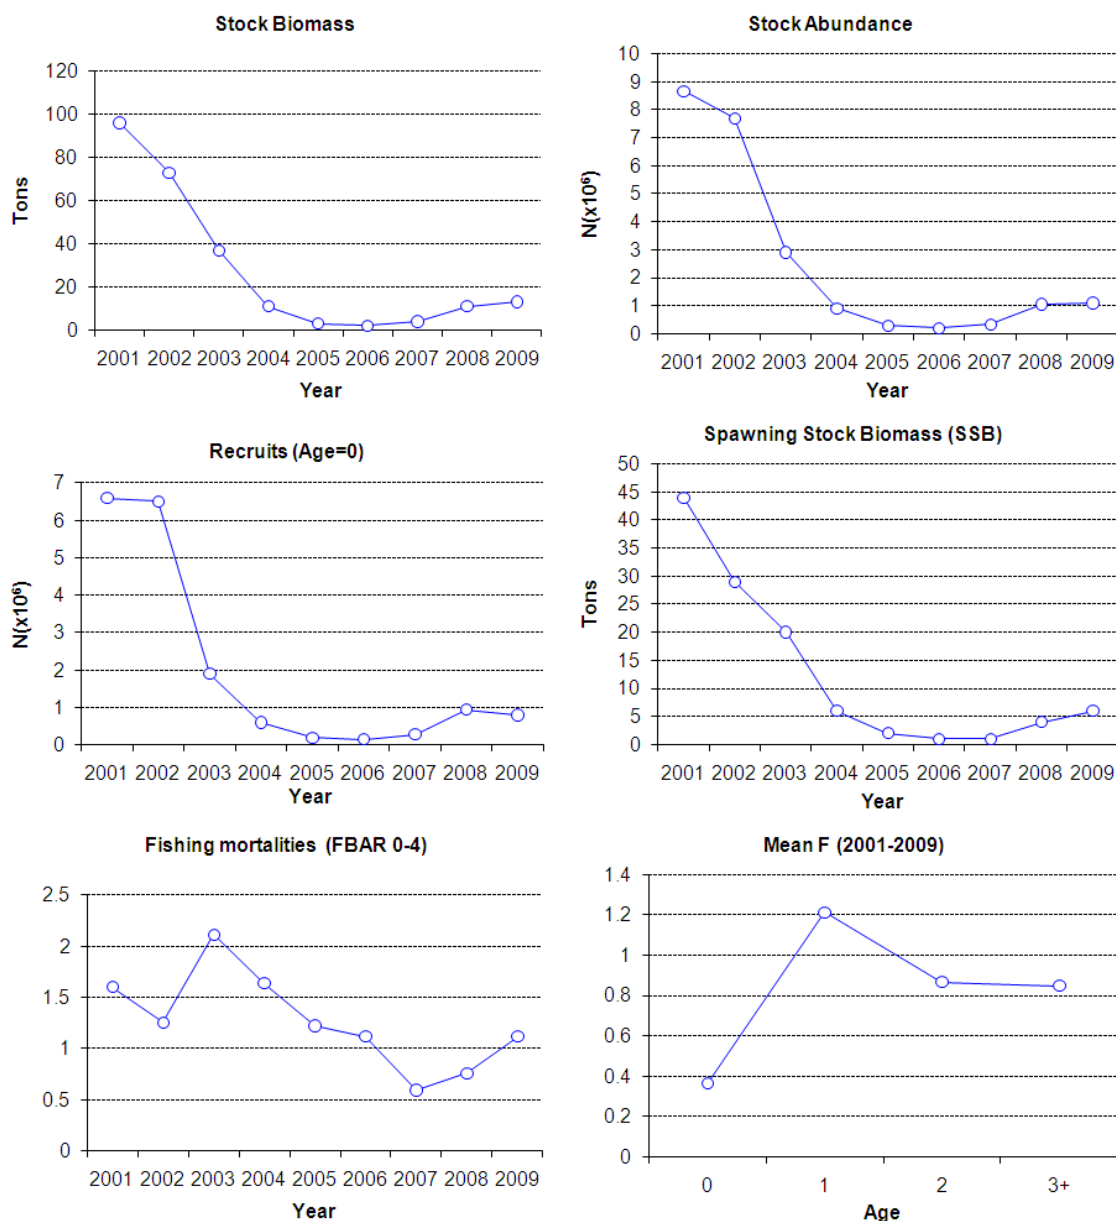 Stock Biomass
120
100
80
60
40
20
0
Tons
2001 2002 2003 2004 2005 2006 2007 2008 2009
Year
Stock Abundance
10
9
8
7
6
5
4
3
2
1
0
N(x10⁶)
2001 2002 2003 2004 2005 2006 2007 2008 2009
Year
Recruits (Age=0)
7
6
5
4
3
2
1
0
N(x10⁶)
2001 2002 2003 2004 2005 2006 2007 2008 2009
Year
Spawning Stock Biomass (SSB)
50
45
40
35
30
25
20
15
10
5
0
Tons
2001 2002 2003 2004 2005 2006 2007 2008 2009
Year
Fishing mortalities (FBAR 0-4)
2.5
2
1.5
1
0.5
0
2001 2002 2003 2004 2005 2006 2007 2008 2009
Year
Mean F (2001-2009)
1.4
1.2
1
0.8
0.6
0.4
0.2
0
0 1 2 3+
Age